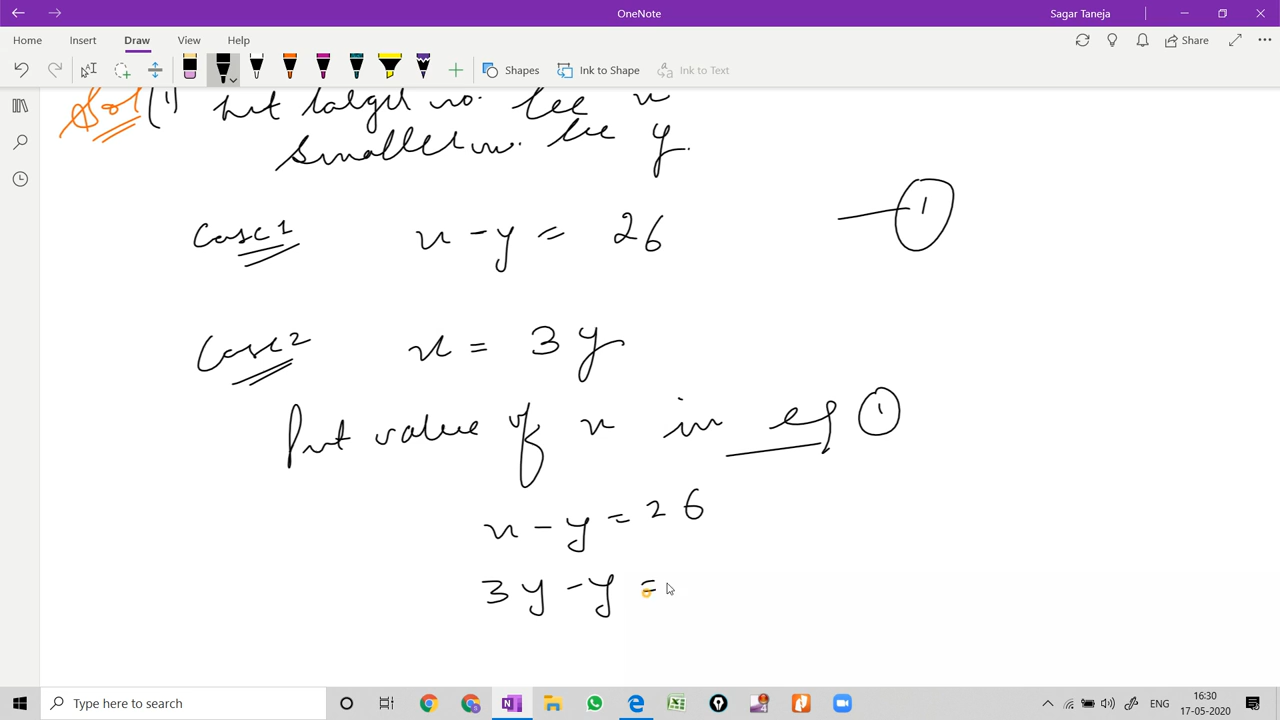 OneNote
Sagar Taneja
Home Insert Draw View Help
Share
Shapes
Ink to Shape
Ink to Text
Sol (1) Let larger no. be x
Smaller no. be y.
Case 1 x - y = 26 — 1
Case 2 x = 3y
Put value of x in eq 1
x - y = 26
3y - y =
Type here to search
ENG
16:30
17-05-2020